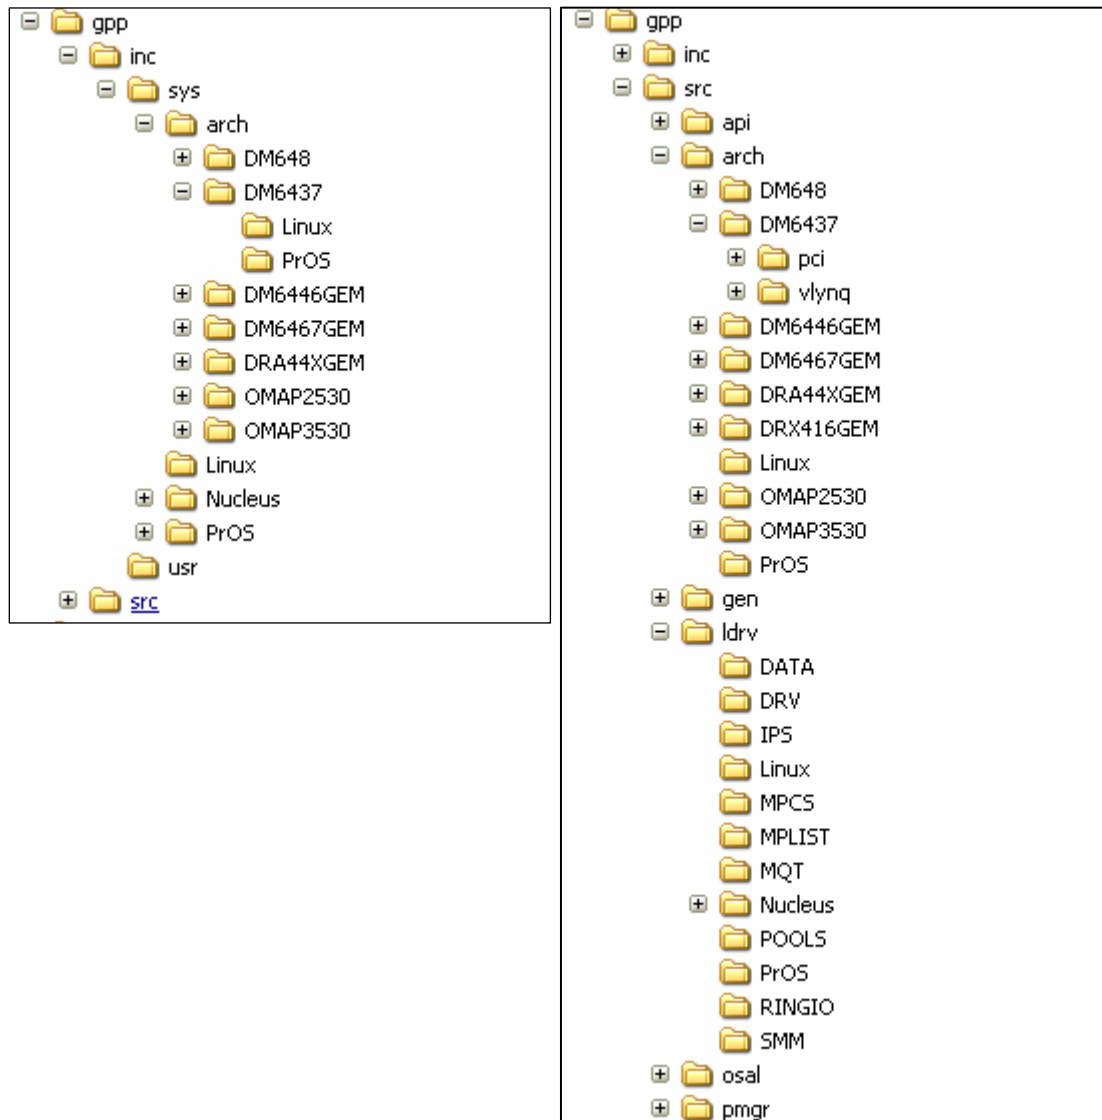 gpp
inc
sys
arch
DM648
DM6437
Linux
PrOS
DM6446GEM
DM6467GEM
DRA44XGEM
OMAP2530
OMAP3530
Linux
Nucleus
PrOS
usr
src
gpp
inc
src
api
arch
DM648
DM6437
pci
vlynq
DM6446GEM
DM6467GEM
DRA44XGEM
DRX416GEM
Linux
OMAP2530
OMAP3530
PrOS
gen
ldrv
DATA
DRV
IPS
Linux
MPCS
MPLIST
MQT
Nucleus
POOLS
PrOS
RINGIO
SMM
osal
pmgr